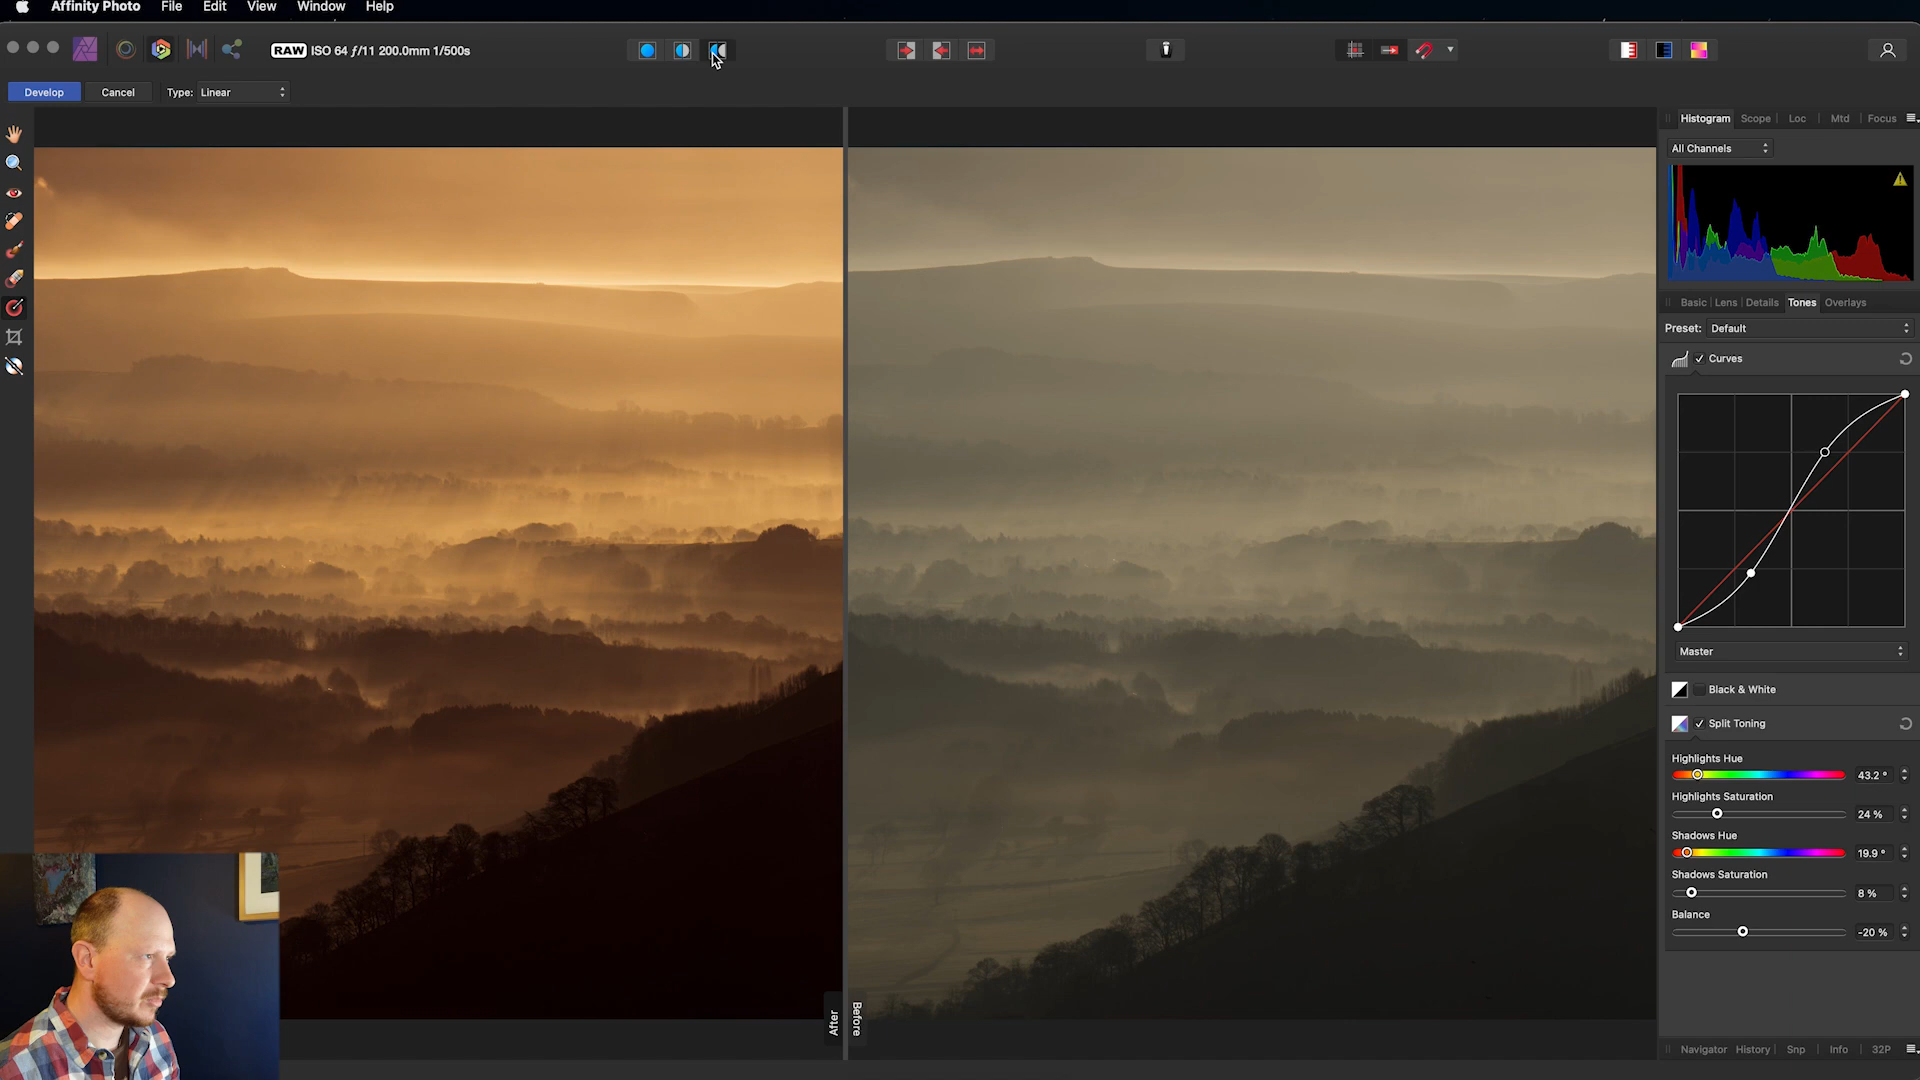 Affinity Photo File Edit View Window Help
RAW ISO 64 ƒ/11 200.0mm 1/500s
Develop Cancel Type: Linear
Histogram Scope Loc Mtd Focus
All Channels
Basic Lens Details Tones Overlays
Preset: Default
Curves
Master
Black & White
Split Toning
Highlights Hue
43.2 °
Highlights Saturation
24 %
Shadows Hue
19.9 °
Shadows Saturation
8 %
Balance
-20 %
After
Before
Navigator History Snp Info 32P